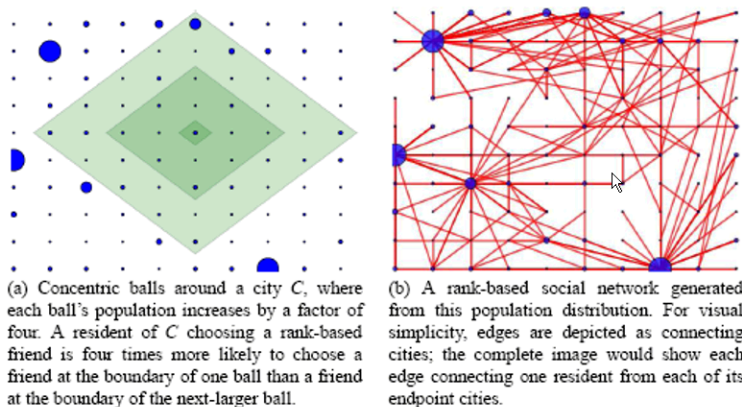 (a) Concentric balls around a city C, where
each ball's population increases by a factor of
four. A resident of C choosing a rank-based
friend is four times more likely to choose a
friend at the boundary of one ball than a friend
at the boundary of the next-larger ball.
(b) A rank-based social network generated
from this population distribution. For visual
simplicity, edges are depicted as connecting
cities; the complete image would show each
edge connecting one resident from each of its
endpoint cities.